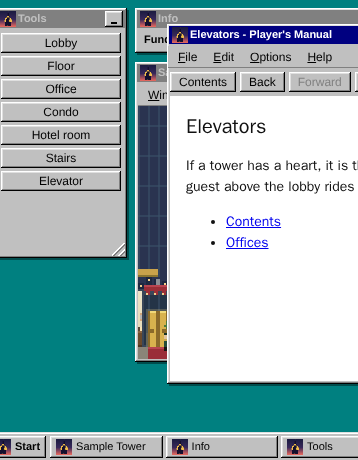 Tools
Lobby
Floor
Office
Condo
Hotel room
Stairs
Elevator
Info
Elevators - Player's Manual
File Edit Options Help
Contents Back Forward
Elevators
If a tower has a heart, it is
guest above the lobby rides
Contents
Offices
Start Sample Tower Info Tools